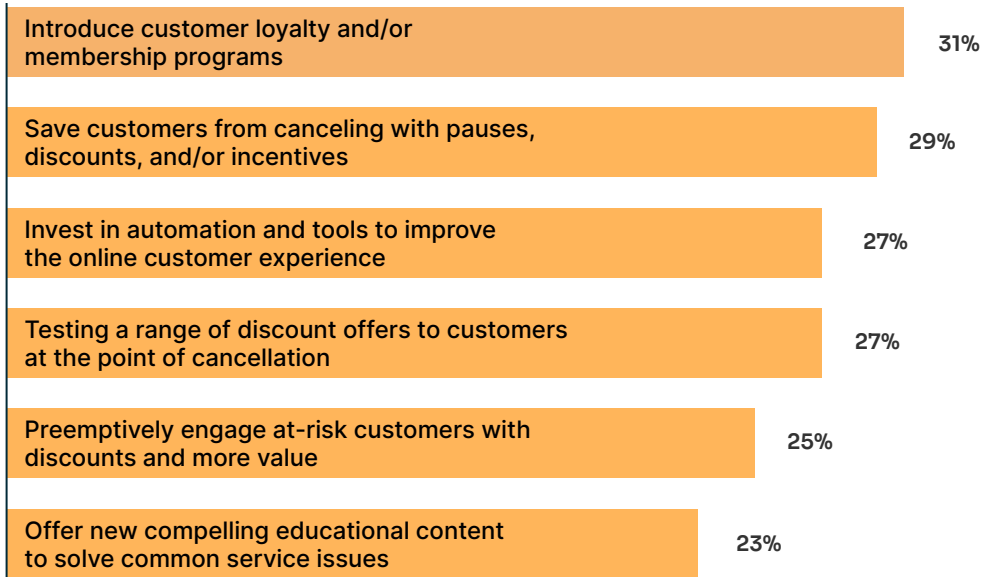 Introduce customer loyalty and/or
membership programs
31%
Save customers from canceling with pauses,
discounts, and/or incentives
29%
Invest in automation and tools to improve
the online customer experience
27%
Testing a range of discount offers to customers
at the point of cancellation
27%
Preemptively engage at-risk customers with
discounts and more value
25%
Offer new compelling educational content
to solve common service issues
23%